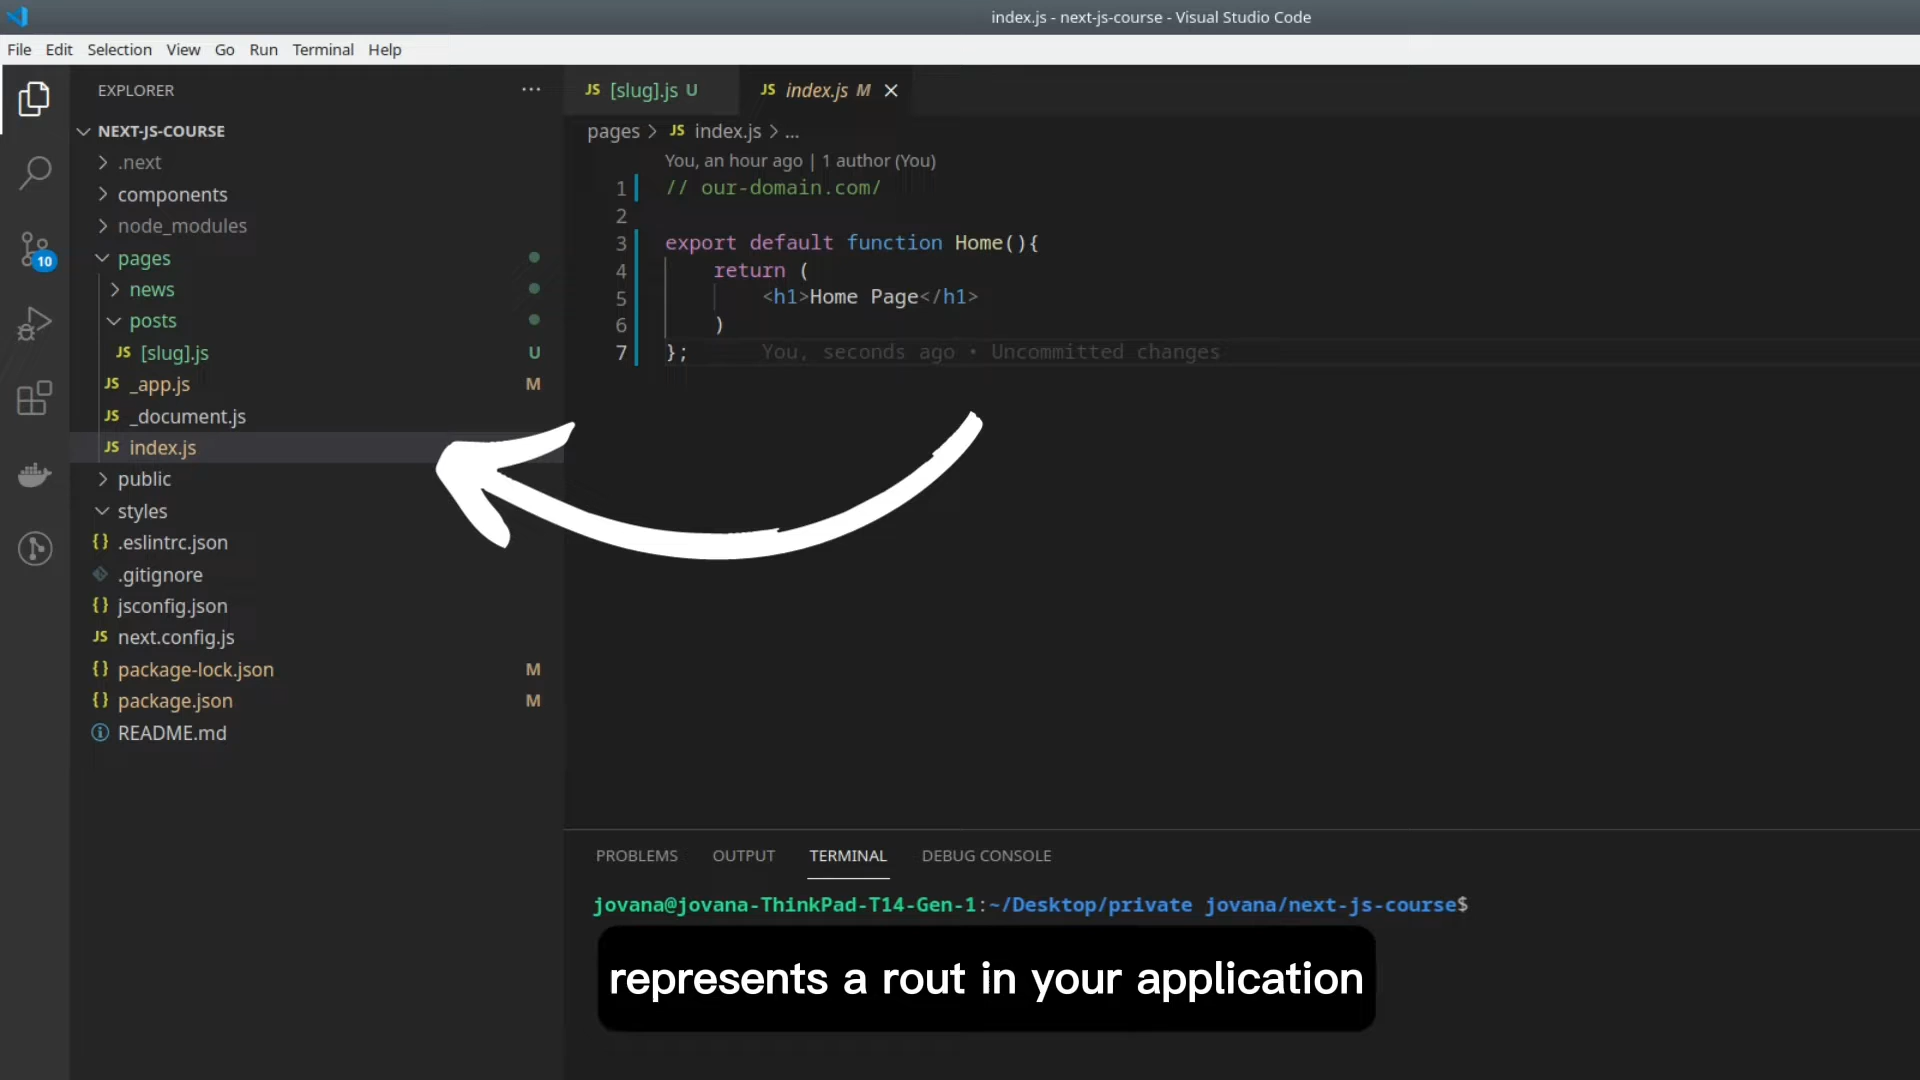 index.js - next-js-course - Visual Studio Code
File Edit Selection View Go Run Terminal Help
EXPLORER ···
NEXT-JS-COURSE
.next
components
node_modules
pages
news
posts
JS [slug].js U
JS _app.js M
JS _document.js
JS index.js
public
styles
{} .eslintrc.json
.gitignore
{} jsconfig.json
JS next.config.js
{} package-lock.json M
{} package.json M
README.md
10
JS [slug].js U JS index.js M
pages > JS index.js > ...
You, an hour ago | 1 author (You)
1 // our-domain.com/
2
3 export default function Home(){
4 return (
5 <h1>Home Page</h1>
6 )
7 }; You, seconds ago • Uncommitted changes
PROBLEMS OUTPUT TERMINAL DEBUG CONSOLE
jovana@jovana-ThinkPad-T14-Gen-1:~/Desktop/private jovana/next-js-course$
represents a rout in your application